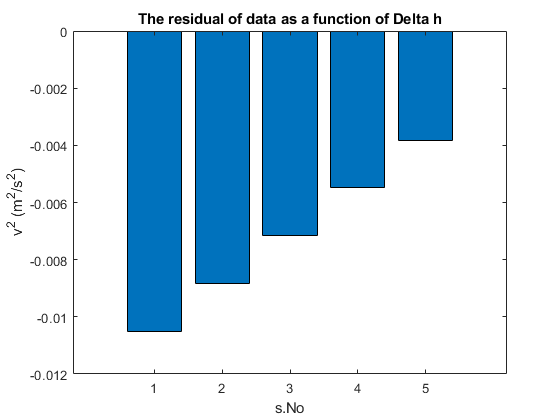 The residual of data as a function of Delta h
0
-0.002
-0.004
-0.006
-0.008
-0.01
-0.012
v² (m²/s²)
1 2 3 4 5
s.No